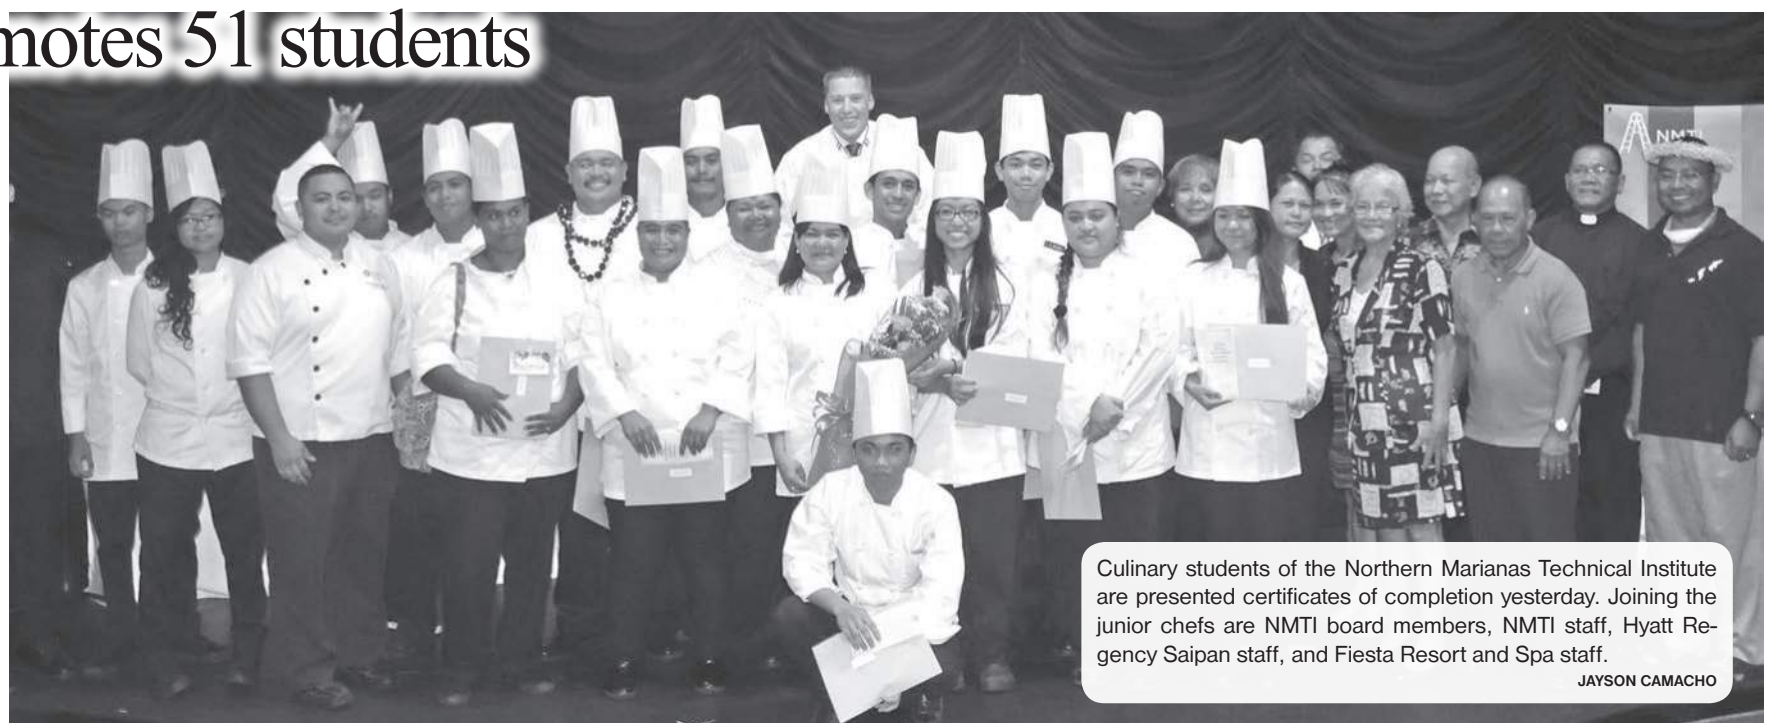 motes 51 students
NMTI
Culinary students of the Northern Marianas Technical Institute
are presented certificates of completion yesterday. Joining the
junior chefs are NMTI board members, NMTI staff, Hyatt Re-
gency Saipan staff, and Fiesta Resort and Spa staff.
JAYSON CAMACHO